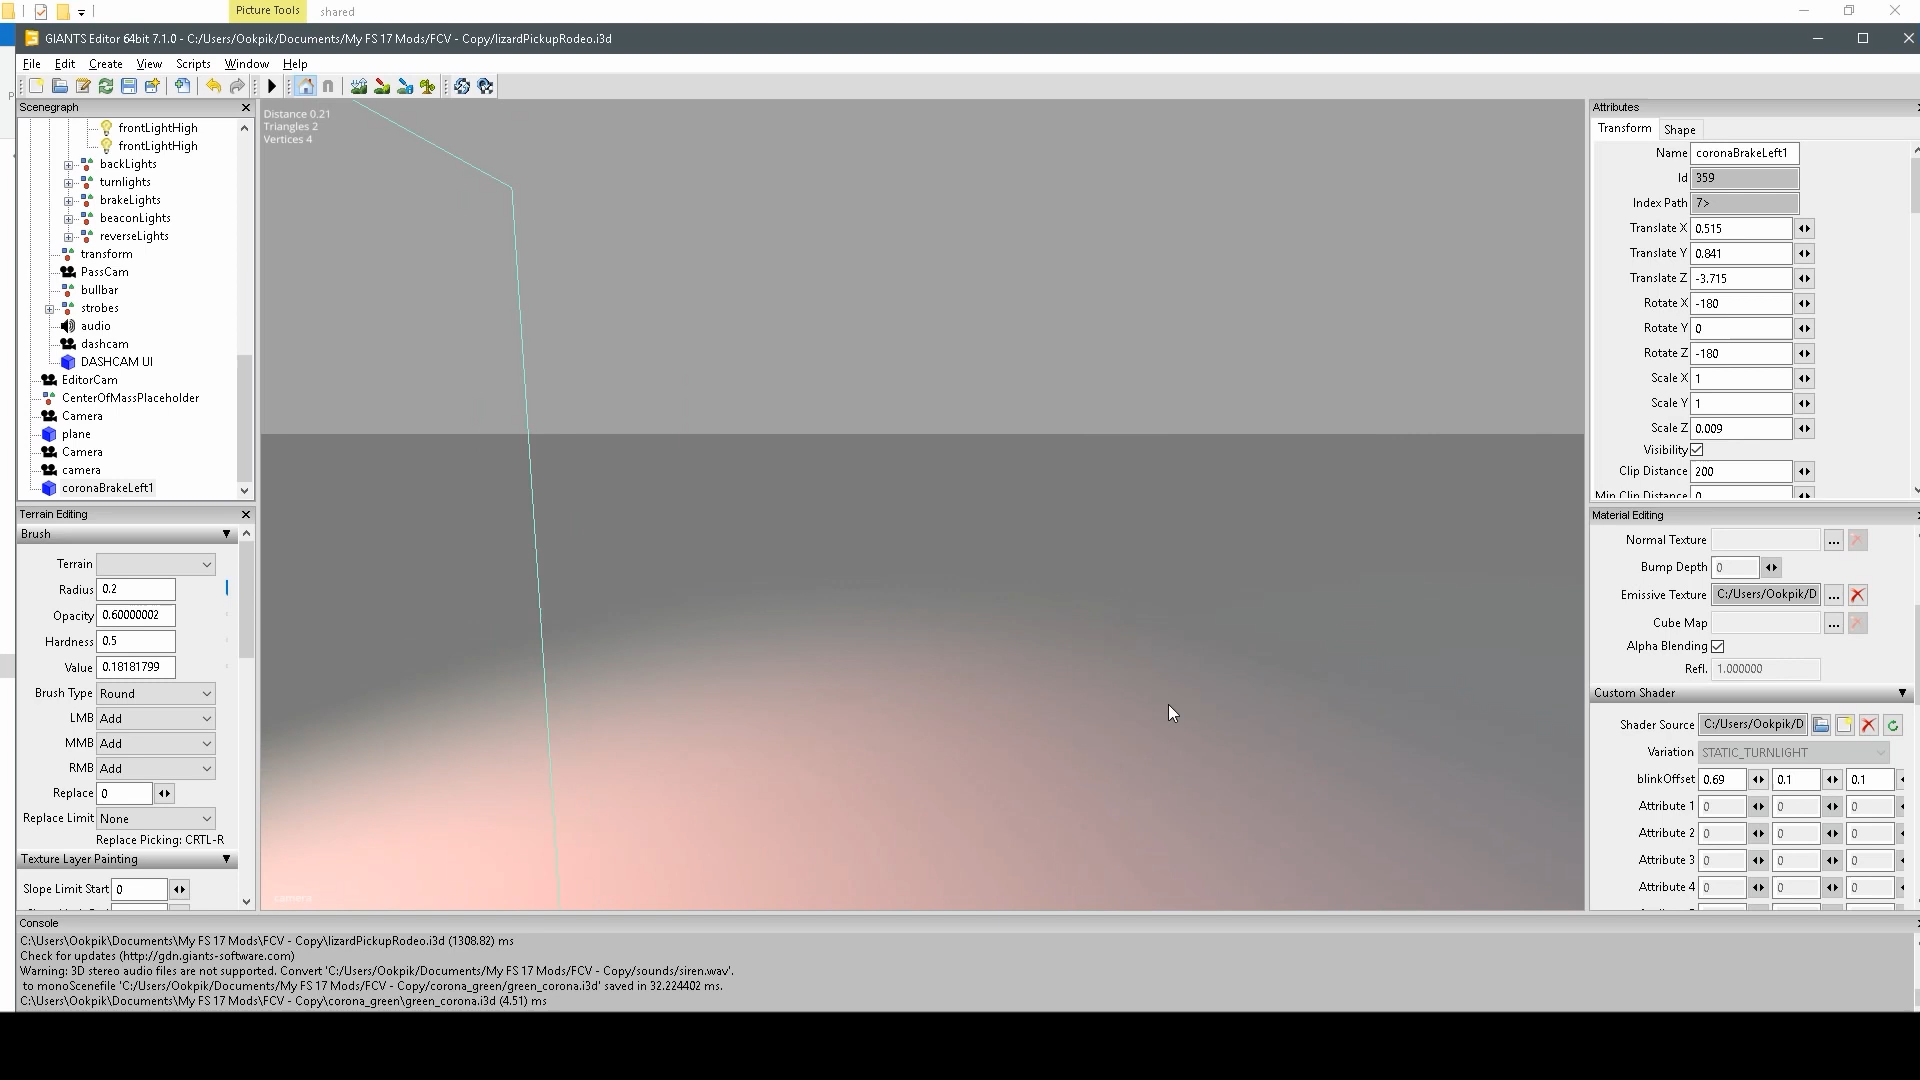 Picture Tools
shared
GIANTS Editor 64bit 7.1.0 - C:/Users/Ookpik/Documents/My FS 17 Mods/FCV - Copy/lizardPickupRodeo.i3d
File Edit Create View Scripts Window Help
Scenegraph
frontLightHigh
frontLightHigh
backLights
turnlights
brakeLights
beaconLights
reverseLights
transform
PassCam
bullbar
strobes
audio
dashcam
DASHCAM UI
EditorCam
CenterOfMassPlaceholder
Camera
plane
Camera
camera
coronaBrakeLeft1
Terrain Editing
Brush
Terrain
Radius 0.2
Opacity 0.60000002
Hardness 0.5
Value 0.18181799
Brush Type Round
LMB Add
MMB Add
RMB Add
Replace 0
Replace Limit None
Replace Picking: CRTL-R
Texture Layer Painting
Slope Limit Start 0
Distance 0.21
Triangles 2
Vertices 4
camera
Attributes
Transform Shape
Name coronaBrakeLeft1
Id 359
Index Path 7>
Translate X 0.515
Translate Y 0.841
Translate Z -3.715
Rotate X -180
Rotate Y 0
Rotate Z -180
Scale X 1
Scale Y 1
Scale Z 0.009
Visibility
Clip Distance 200
Min Clip Distance 0
Material Editing
Normal Texture ...
Bump Depth 0
Emissive Texture C:/Users/Ookpik/D ...
Cube Map ...
Alpha Blending
Refl. 1.000000
Custom Shader
Shader Source C:/Users/Ookpik/D
Variation STATIC_TURNLIGHT
blinkOffset 0.69 0.1 0.1
Attribute 1 0 0 0
Attribute 2 0 0 0
Attribute 3 0 0 0
Attribute 4 0 0 0
Console
C:\Users\Ookpik\Documents\My FS 17 Mods\FCV - Copy\lizardPickupRodeo.i3d (1308.82) ms
Check for updates (http://gdn.giants-software.com)
Warning: 3D stereo audio files are not supported. Convert 'C:/Users/Ookpik/Documents/My FS 17 Mods/FCV - Copy/sounds/siren.wav'.
to monoScenefile 'C:/Users/Ookpik/Documents/My FS 17 Mods/FCV - Copy/corona_green/green_corona.i3d' saved in 32.224402 ms.
C:\Users\Ookpik\Documents\My FS 17 Mods\FCV - Copy\corona_green\green_corona.i3d (4.51) ms